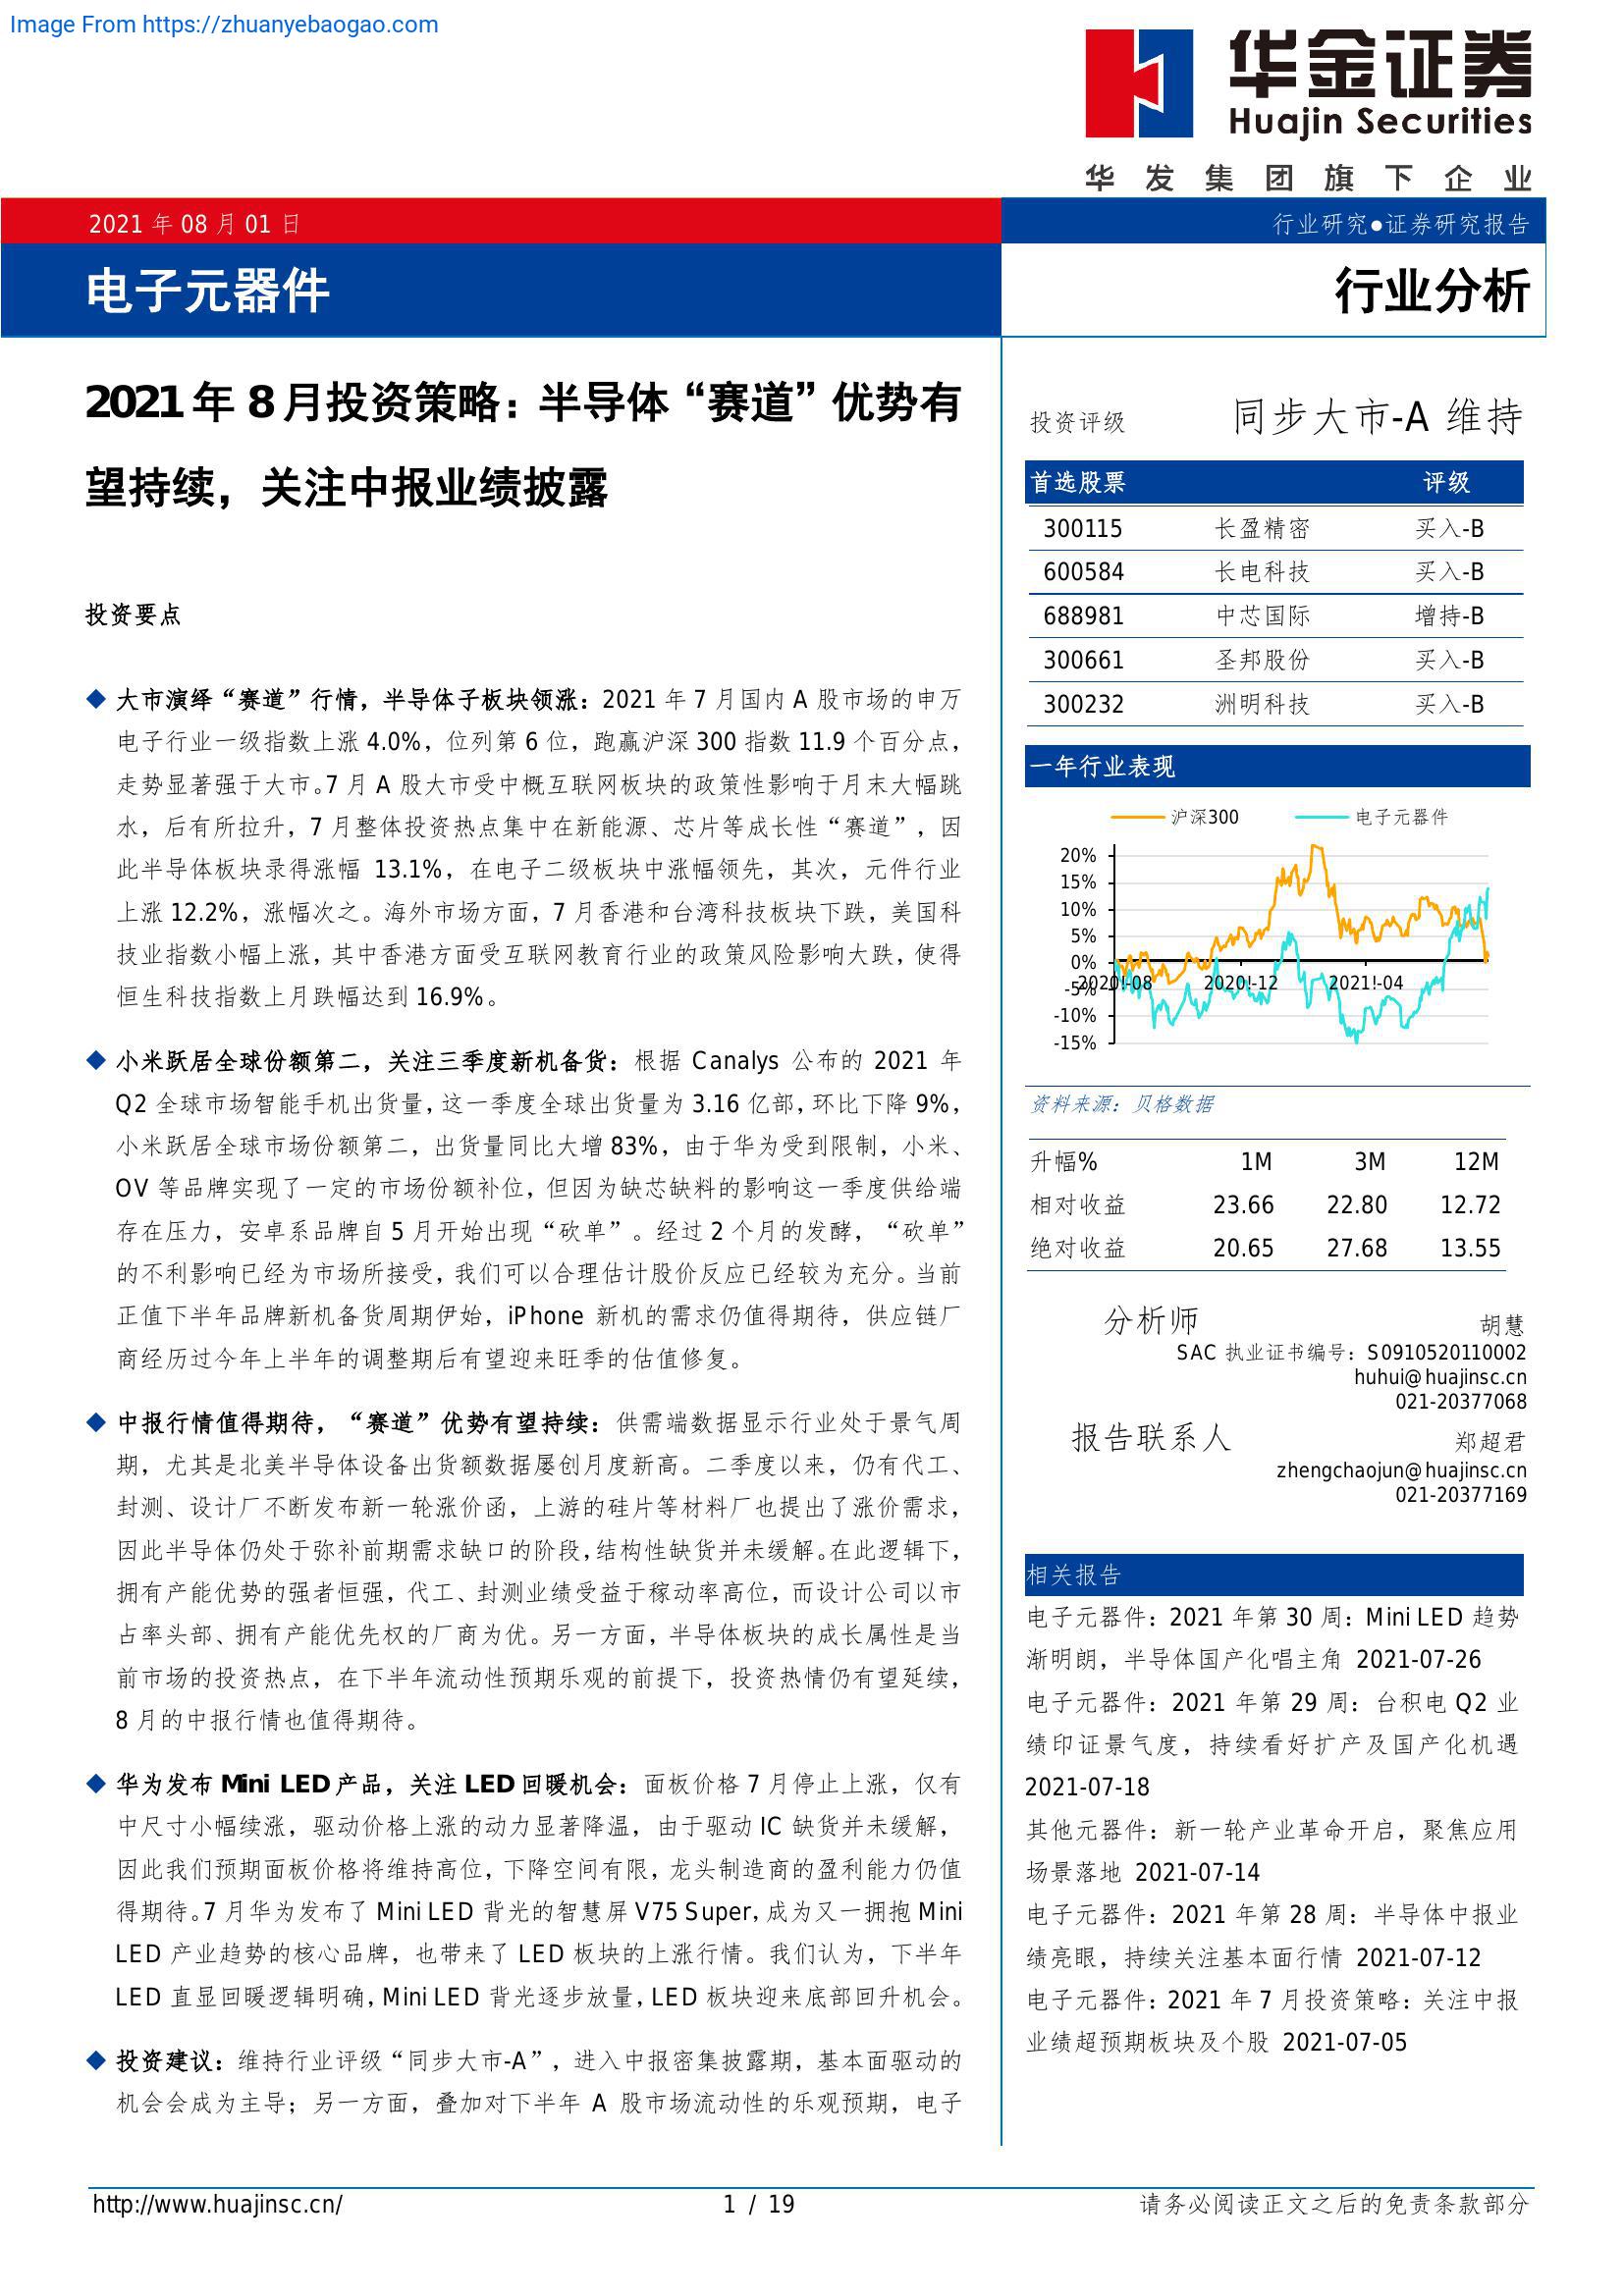 Image From https://zhuanyebaogao.com
华金证券
Huajin Securities
华发集团旗下企业
2021 年 08 月 01 日
行业研究●证券研究报告
电子元器件
行业分析
2021 年 8 月投资策略：半导体“赛道”优势有
望持续，关注中报业绩披露
投资要点
◆ 大市演绎“赛道”行情，半导体子板块领涨：2021 年 7 月国内 A 股市场的申万
电子行业一级指数上涨 4.0%，位列第 6 位，跑赢沪深 300 指数 11.9 个百分点，
走势显著强于大市。7 月 A 股大市受中概互联网板块的政策性影响于月末大幅跳
水，后有所拉升，7 月整体投资热点集中在新能源、芯片等成长性“赛道”，因
此半导体板块录得涨幅 13.1%，在电子二级板块中涨幅领先，其次，元件行业
上涨 12.2%，涨幅次之。海外市场方面，7 月香港和台湾科技板块下跌，美国科
技业指数小幅上涨，其中香港方面受互联网教育行业的政策风险影响大跌，使得
恒生科技指数上月跌幅达到 16.9%。
◆ 小米跃居全球份额第二，关注三季度新机备货：根据 Canalys 公布的 2021 年
Q2 全球市场智能手机出货量，这一季度全球出货量为 3.16 亿部，环比下降 9%，
小米跃居全球市场份额第二，出货量同比大增 83%，由于华为受到限制，小米、
OV 等品牌实现了一定的市场份额补位，但因为缺芯缺料的影响这一季度供给端
存在压力，安卓系品牌自 5 月开始出现“砍单”。经过 2 个月的发酵，“砍单”
的不利影响已经为市场所接受，我们可以合理估计股价反应已经较为充分。当前
正值下半年品牌新机备货周期伊始，iPhone 新机的需求仍值得期待，供应链厂
商经历过今年上半年的调整期后有望迎来旺季的估值修复。
◆ 中报行情值得期待，“赛道”优势有望持续：供需端数据显示行业处于景气周
期，尤其是北美半导体设备出货额数据屡创月度新高。二季度以来，仍有代工、
封测、设计厂不断发布新一轮涨价函，上游的硅片等材料厂也提出了涨价需求，
因此半导体仍处于弥补前期需求缺口的阶段，结构性缺货并未缓解。在此逻辑下，
拥有产能优势的强者恒强，代工、封测业绩受益于稼动率高位，而设计公司以市
占率头部、拥有产能优先权的厂商为优。另一方面，半导体板块的成长属性是当
前市场的投资热点，在下半年流动性预期乐观的前提下，投资热情仍有望延续，
8 月的中报行情也值得期待。
◆ 华为发布 Mini LED 产品，关注 LED 回暖机会：面板价格 7 月停止上涨，仅有
中尺寸小幅续涨，驱动价格上涨的动力显著降温，由于驱动 IC 缺货并未缓解，
因此我们预期面板价格将维持高位，下降空间有限，龙头制造商的盈利能力仍值
得期待。7 月华为发布了 Mini LED 背光的智慧屏 V75 Super，成为又一拥抱 Mini
LED 产业趋势的核心品牌，也带来了 LED 板块的上涨行情。我们认为，下半年
LED 直显回暖逻辑明确，Mini LED 背光逐步放量，LED 板块迎来底部回升机会。
◆ 投资建议：维持行业评级“同步大市-A”，进入中报密集披露期，基本面驱动的
机会会成为主导；另一方面，叠加对下半年 A 股市场流动性的乐观预期，电子
投资评级 同步大市-A 维持
首选股票 评级
300115 长盈精密 买入-B
600584 长电科技 买入-B
688981 中芯国际 增持-B
300661 圣邦股份 买入-B
300232 洲明科技 买入-B
一年行业表现
沪深300 电子元器件
20%
15%
10%
5%
0%
-5%
-10%
-15%
2020!-08 2020!-12 2021!-04
资料来源：贝格数据
升幅% 1M 3M 12M
相对收益 23.66 22.80 12.72
绝对收益 20.65 27.68 13.55
分析师 胡慧
SAC 执业证书编号：S0910520110002
huhui@huajinsc.cn
021-20377068
报告联系人 郑超君
zhengchaojun@huajinsc.cn
021-20377169
相关报告
电子元器件：2021 年第 30 周：Mini LED 趋势
渐明朗，半导体国产化唱主角 2021-07-26
电子元器件：2021 年第 29 周：台积电 Q2 业
绩印证景气度，持续看好扩产及国产化机遇
2021-07-18
其他元器件：新一轮产业革命开启，聚焦应用
场景落地 2021-07-14
电子元器件：2021 年第 28 周：半导体中报业
绩亮眼，持续关注基本面行情 2021-07-12
电子元器件：2021 年 7 月投资策略：关注中报
业绩超预期板块及个股 2021-07-05
http://www.huajinsc.cn/
1 / 19
请务必阅读正文之后的免责条款部分